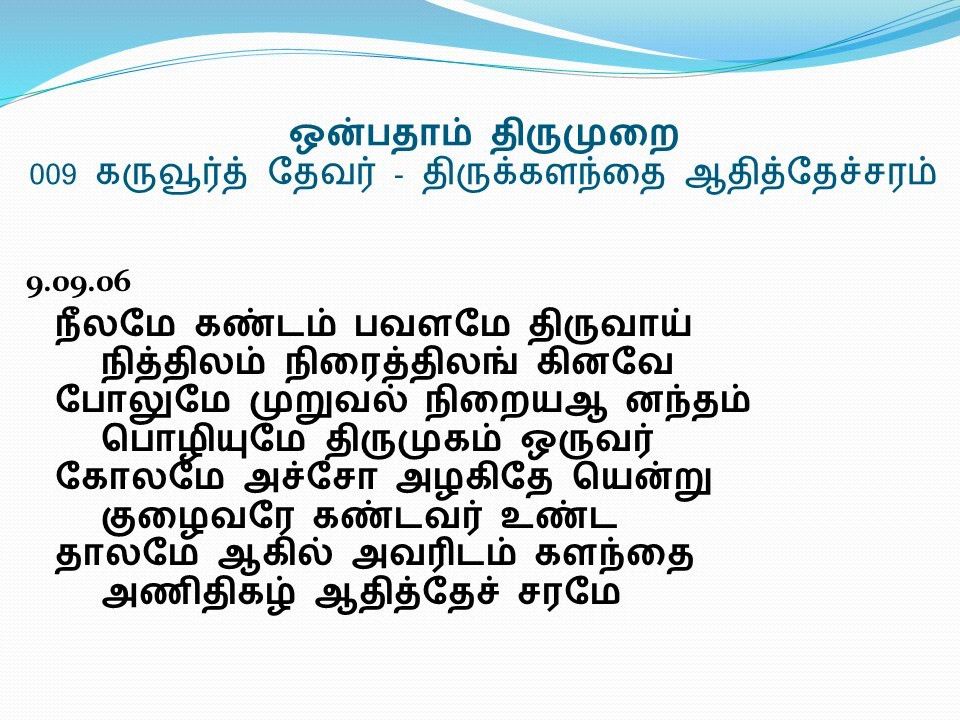 ஒன்பதாம் திருமுறை
009 கருவூர்த் தேவர் - திருக்களந்தை ஆதித்தேச்சரம்
9.09.06
நீலமே கண்டம் பவளமே திருவாய்
நித்திலம் நிரைத்திலங் கினவே
போலுமே முறுவல் நிறையஆ னந்தம்
பொழியுமே திருமுகம் ஒருவர்
கோலமே அச்சோ அழகிதே யென்று
குழைவரே கண்டவர் உண்ட
தாலமே ஆகில் அவரிடம் களந்தை
அணிதிகழ் ஆதித்தேச் சரமே